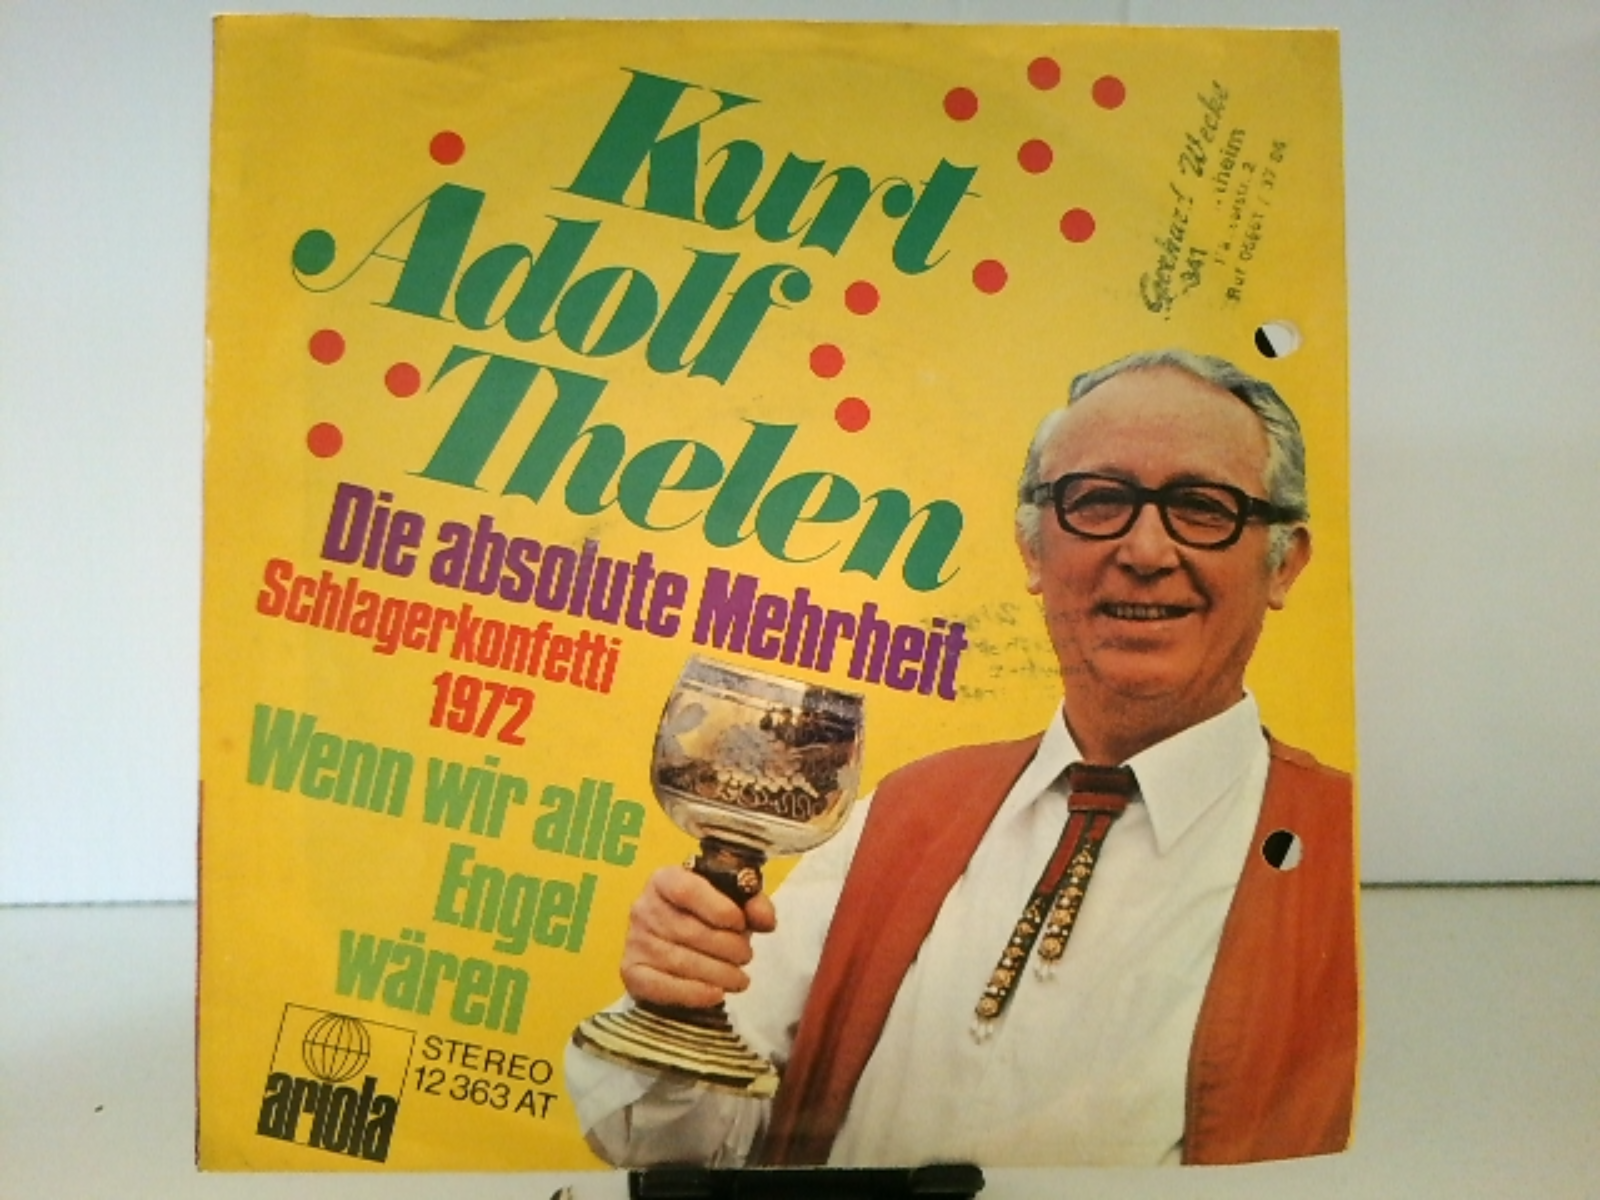 Kurt
Adolf
Thelen
Die absolute Mehrheit
Schlagerkonfetti
1972
Wenn wir alle
Engel
wären
ariola
STEREO
12 363 AT